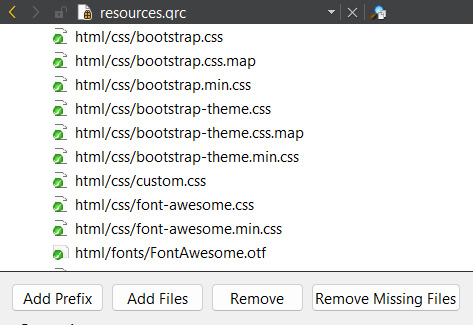 resources.qrc
html/css/bootstrap.css
html/css/bootstrap.css.map
html/css/bootstrap.min.css
html/css/bootstrap-theme.css
html/css/bootstrap-theme.css.map
html/css/bootstrap-theme.min.css
html/css/custom.css
html/css/font-awesome.css
html/css/font-awesome.min.css
html/fonts/FontAwesome.otf
Add Prefix Add Files Remove Remove Missing Files